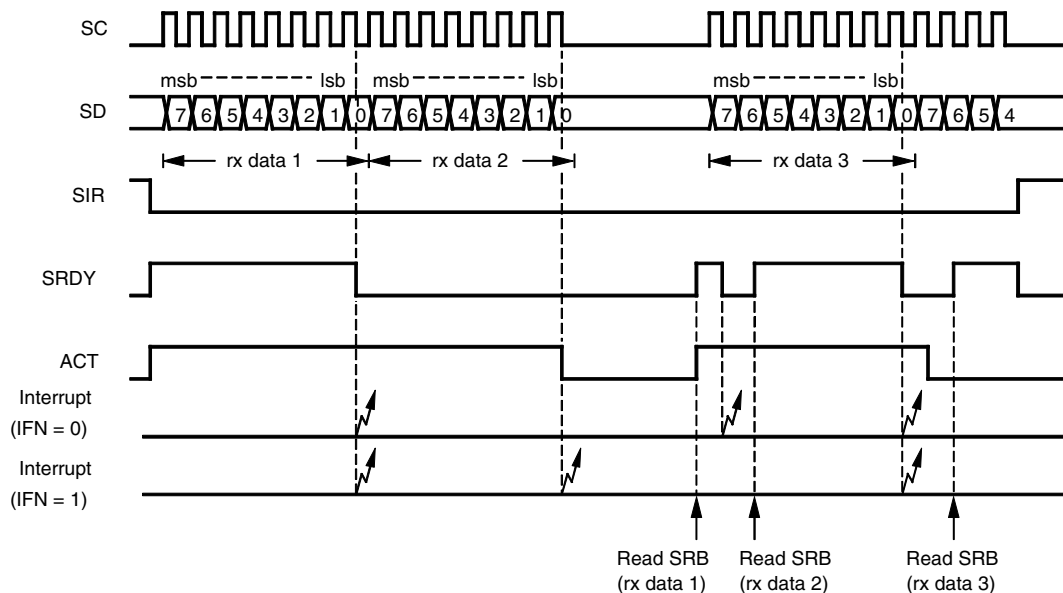 SC
msb lsb msb lsb msb lsb
SD 7 6 5 4 3 2 1 0 7 6 5 4 3 2 1 0 7 6 5 4 3 2 1 0 7 6 5 4
rx data 1 rx data 2 rx data 3
SIR
SRDY
ACT
Interrupt
(IFN = 0)
Interrupt
(IFN = 1)
Read SRB Read SRB Read SRB
(rx data 1) (rx data 2) (rx data 3)